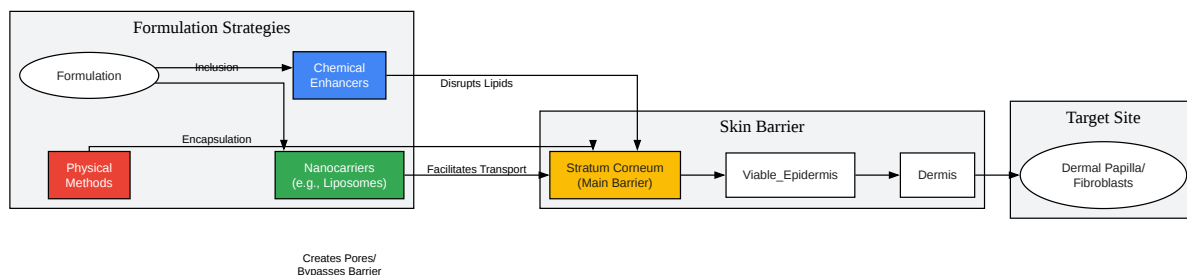 Formulation Strategies
Formulation
Inclusion
Chemical
Enhancers
Disrupts Lipids
Encapsulation
Physical
Methods
Nanocarriers
(e.g., Liposomes)
Facilitates Transport
Skin Barrier
Stratum Corneum
(Main Barrier)
Viable_Epidermis
Dermis
Target Site
Dermal Papilla/
Fibroblasts
Creates Pores/
Bypasses Barrier